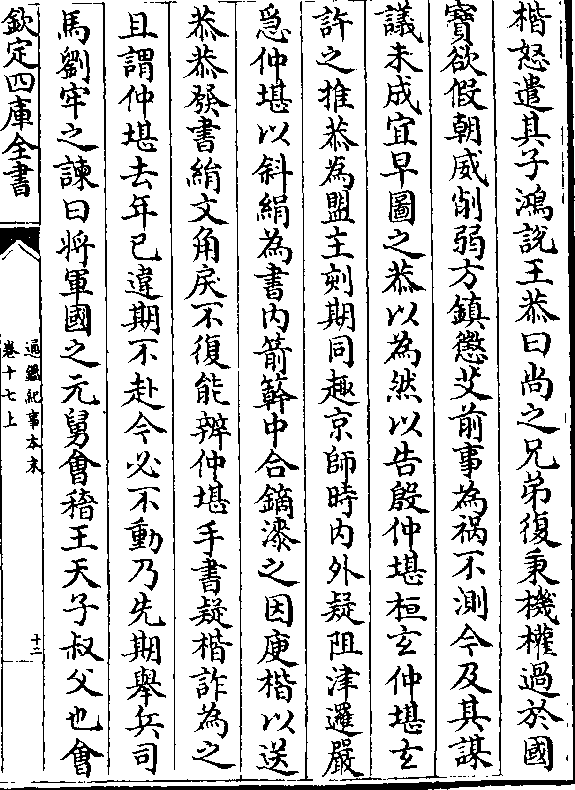 楷怒遣其子鴻説王恭曰尚之兄弟復秉機權過於國
寳欲假朝威削弱方鎮懲艾前事為禍不測今及其謀
議未成宜早圖之恭以為然以告殷仲堪桓𤣥仲堪𤣥
許之推恭為盟主刻期同趣京師時内外疑阻津邏嚴
急仲堪以斜絹為書内箭簳中合鏑漆之因庾楷以送
恭恭發書絹文角戾不復能辨仲堪手書疑楷詐為之
且謂仲堪去年已違期不赴今必不動乃先期舉兵司
馬劉牢之諫曰將軍國之元舅㑹稽王天子叔父也㑹
欽定四庫全書
通鑑紀事本末
卷十七上
十三